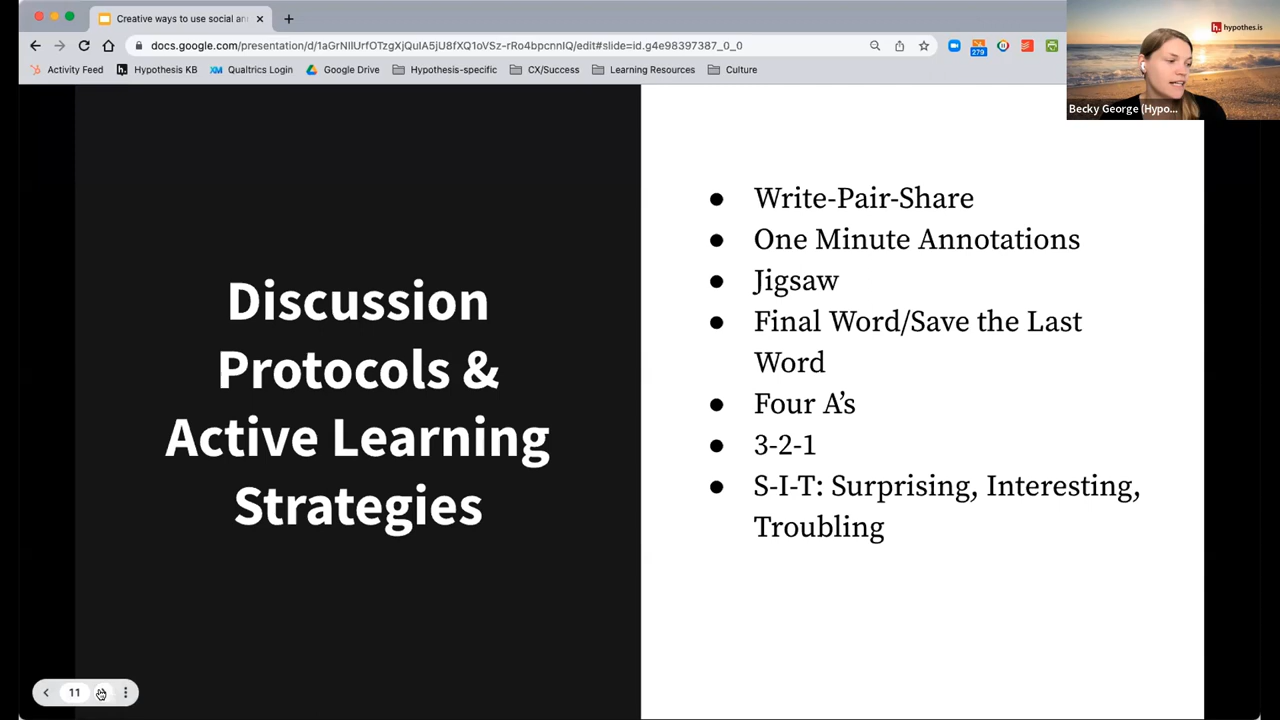 Creative ways to use social an
docs.google.com/presentation/d/1aGrNIlUrfOTzgXjQuIA5jU8fXQ1oVSz-rRo4bpcnnIQ/edit#slide=id.g4e98397387_0_0
279
Activity Feed
Hypothesis KB
Qualtrics Login
Google Drive
Hypothesis-specific
CX/Success
Learning Resources
Culture
h. hypothes.is
Becky George (Hypo...
Discussion
Protocols &
Active Learning
Strategies
• Write-Pair-Share
• One Minute Annotations
• Jigsaw
• Final Word/Save the Last
Word
• Four A’s
• 3-2-1
• S-I-T: Surprising, Interesting,
Troubling
11